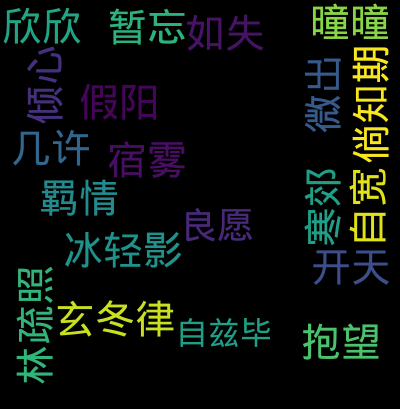 欣欣
暂忘
如失
曈曈
倾心
假阳
微出
倘知期
几许
宿雾
羁情
良愿
寒郊
自宽
冰轻影
开天
林疏照
玄冬律
自兹毕
抱望